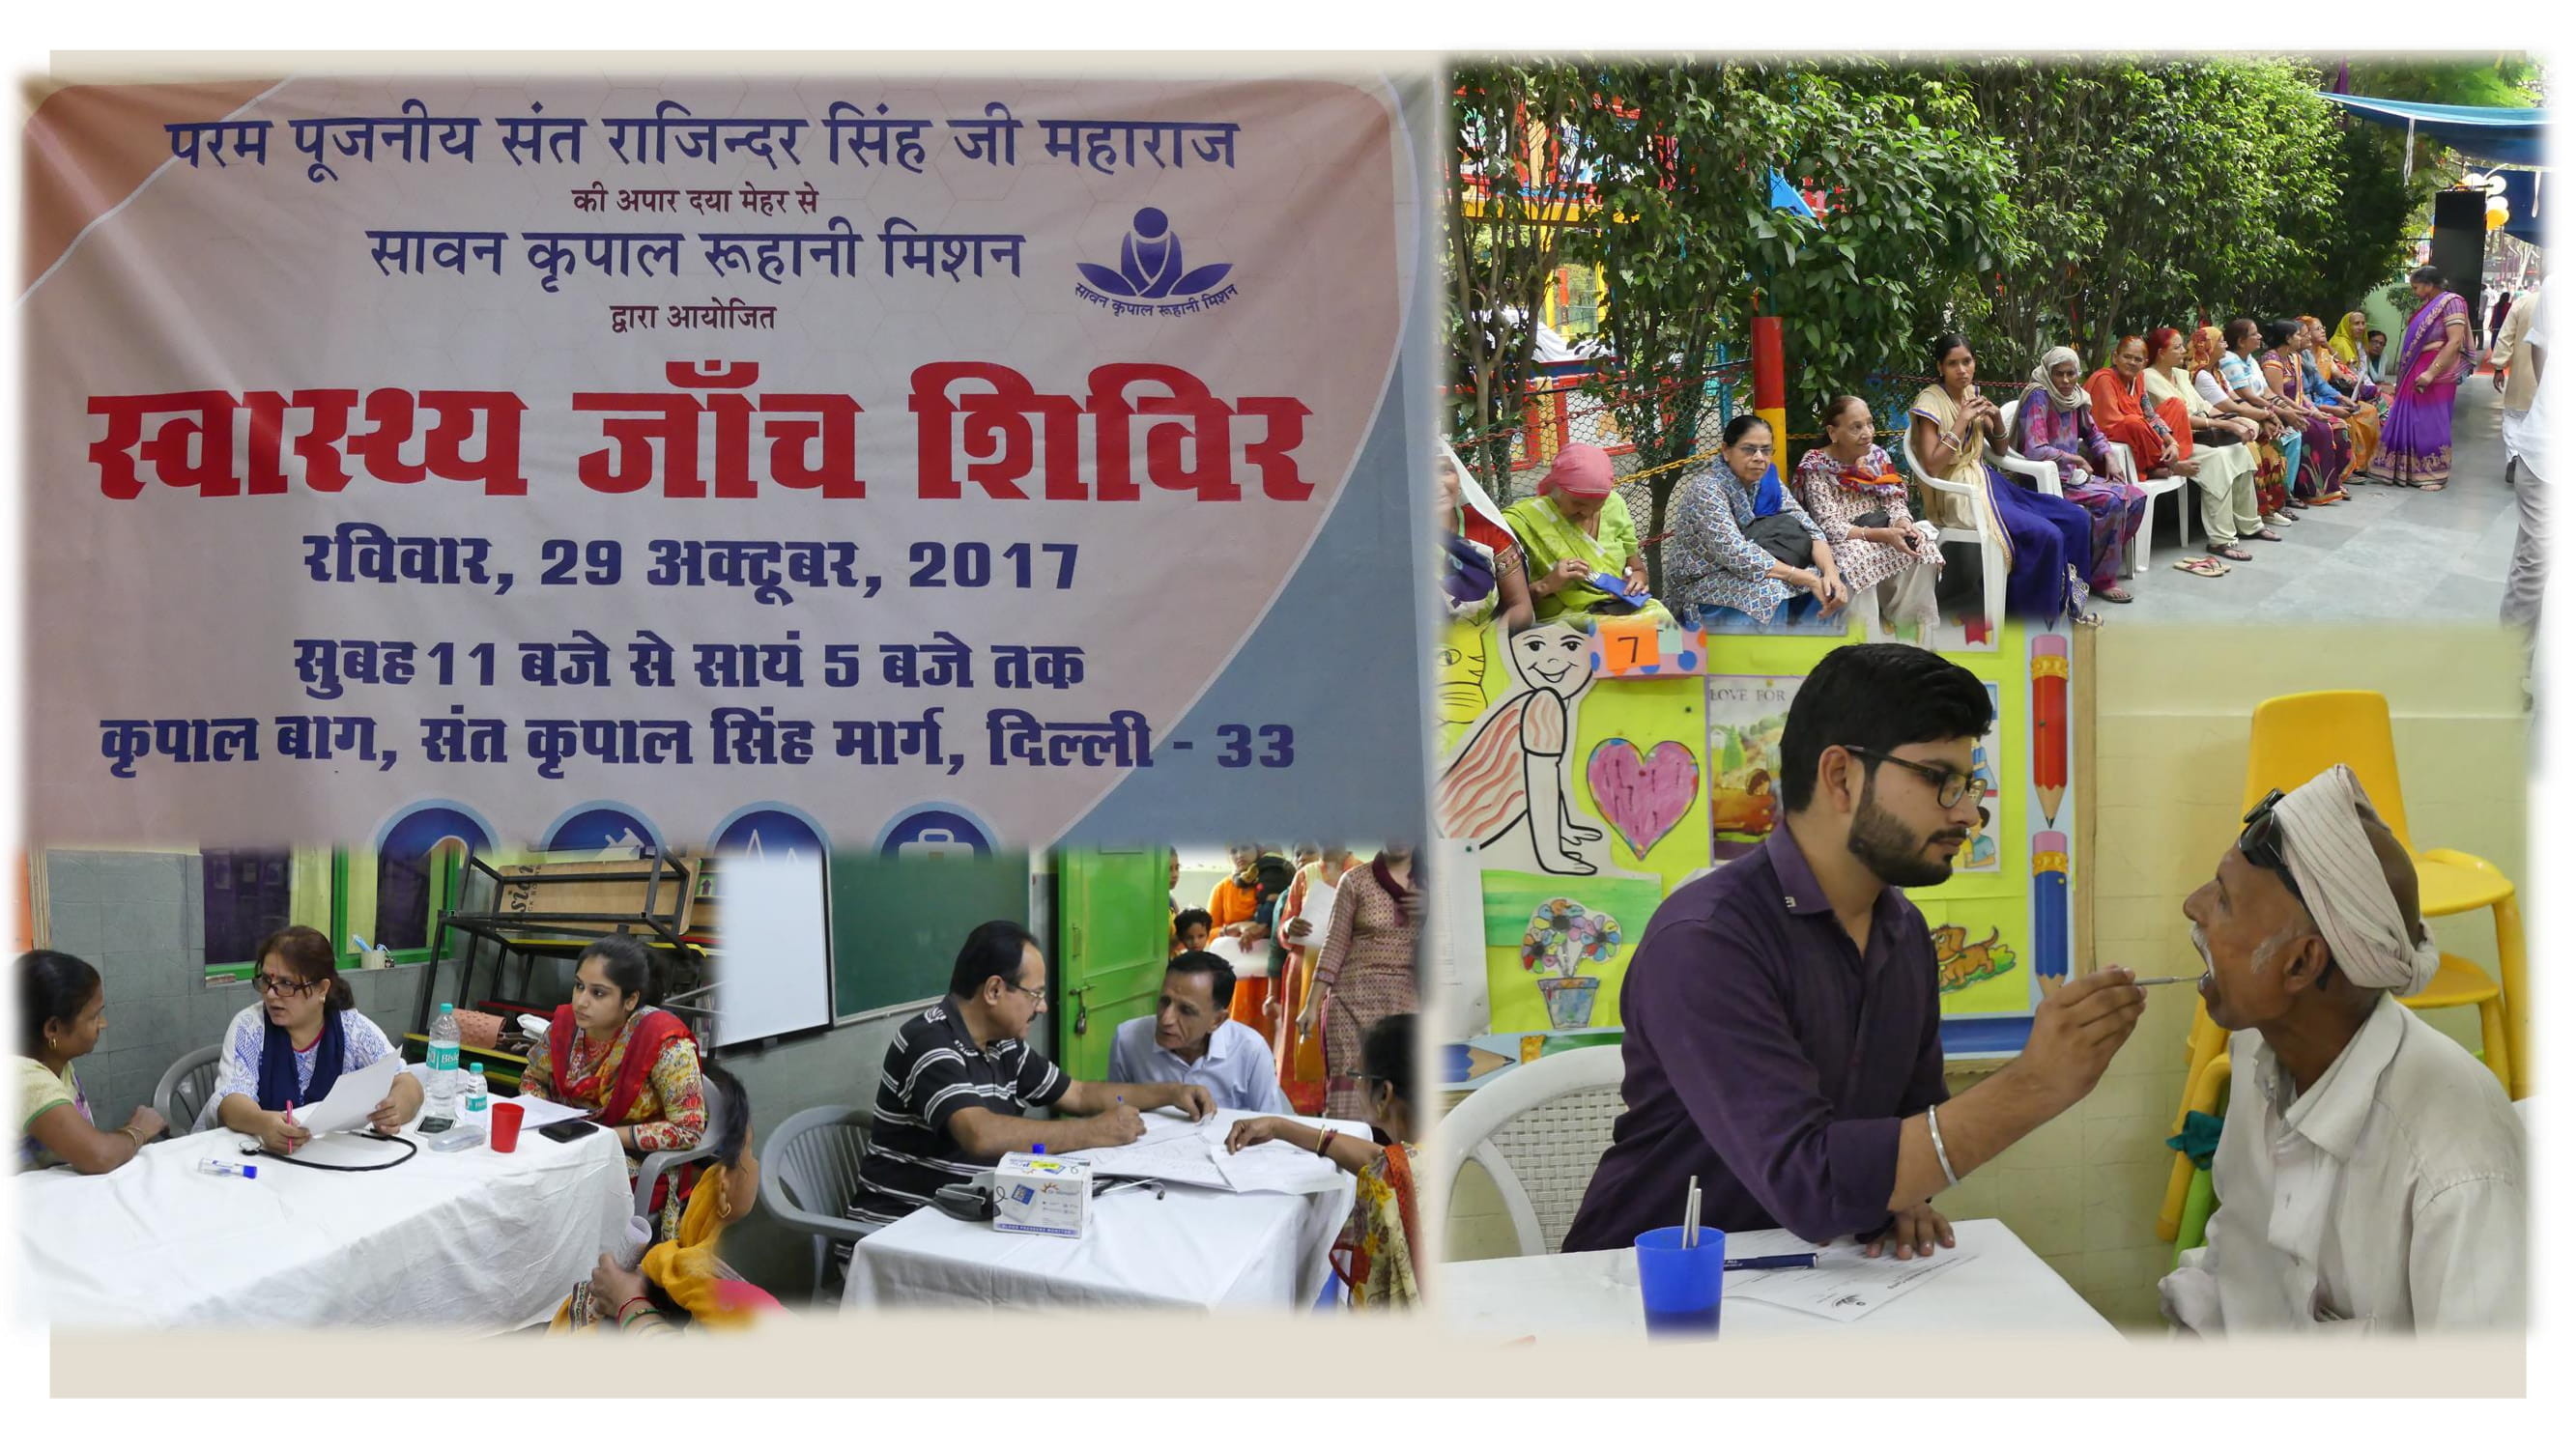 परम पूजनीय संत राजिन्दर सिंह जी महाराज
की अपार दया मेहर से
सावन कृपाल रूहानी मिशन
सावन कृपाल रूहानी मिशन
द्वारा आयोजित
स्वास्थ्य जाँच शिविर
रविवार, 29 अक्टूबर, 2017
सुबह 11 बजे से सायं 5 बजे तक
कृपाल बाग, संत कृपाल सिंह मार्ग, दिल्ली - 33
7
LOVE FOR